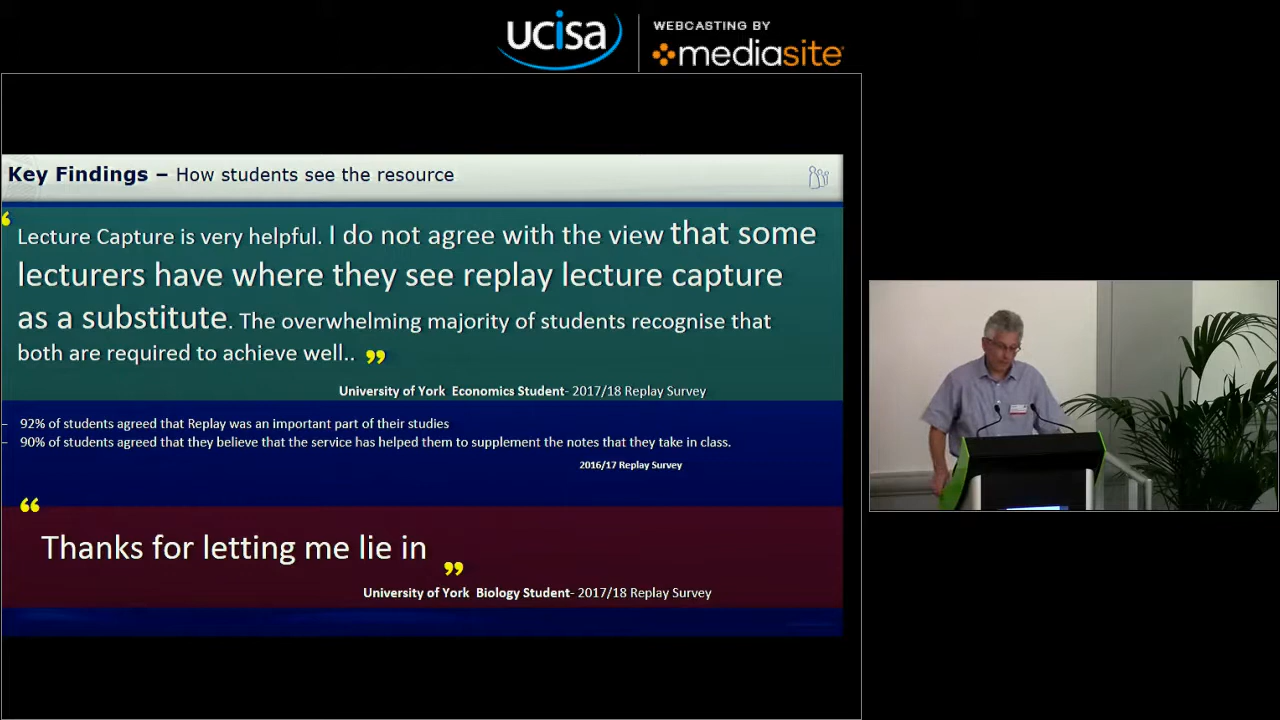 ucisa
WEBCASTING BY
mediasite
Key Findings – How students see the resource
“
Lecture Capture is very helpful. I do not agree with the view that some
lecturers have where they see replay lecture capture
as a substitute. The overwhelming majority of students recognise that
both are required to achieve well.. ”
University of York Economics Student- 2017/18 Replay Survey
– 92% of students agreed that Replay was an important part of their studies
– 90% of students agreed that they believe that the service has helped them to supplement the notes that they take in class.
2016/17 Replay Survey
“
Thanks for letting me lie in
”
University of York Biology Student- 2017/18 Replay Survey